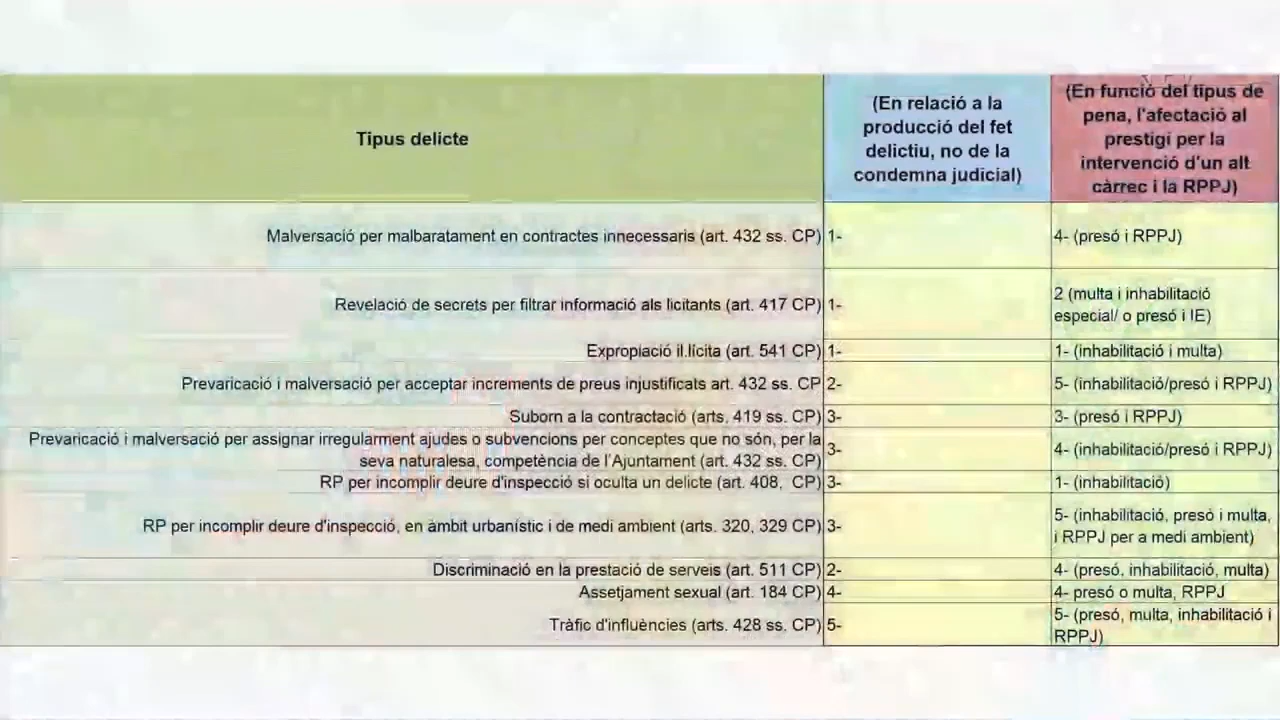 Tipus delicte
(En relació a la
producció del fet
delictiu, no de la
condemna judicial)
(En funció del tipus de
pena, l'afectació al
prestigi per la
intervenció d'un alt
càrrec i la RPPJ)
Malversació per malbaratament en contractes innecessaris (art. 432 ss. CP) 1- 4- (presó i RPPJ)
Revelació de secrets per filtrar informació als licitants (art. 417 CP) 1- 2 (multa i inhabilitació
especial/ o presó i IE)
Expropiació il.lícita (art. 541 CP) 1- 1- (inhabilitació i multa)
Prevaricació i malversació per acceptar increments de preus injustificats art. 432 ss. CP 2- 5- (inhabilitació/presó i RPPJ)
Suborn a la contractació (arts. 419 ss. CP) 3- 3- (presó i RPPJ)
Prevaricació i malversació per assignar irregularment ajudes o subvencions per conceptes que no són, per la
seva naturalesa, competència de l'Ajuntament (art. 432 ss. CP) 3- 4- (inhabilitació/presó i RPPJ)
RP per incomplir deure d'inspecció si oculta un delicte (art. 408, CP) 3- 1- (inhabilitació)
RP per incomplir deure d'inspecció, en àmbit urbanístic i de medi ambient (arts. 320, 329 CP) 3- 5- (inhabilitació, presó i multa,
i RPPJ per a medi ambient)
Discriminació en la prestació de serveis (art. 511 CP) 2- 4- (presó, inhabilitació, multa)
Assetjament sexual (art. 184 CP) 4- 4- presó o multa, RPPJ
Tràfic d'influències (arts. 428 ss. CP) 5- 5- (presó, multa, inhabilitació i
RPPJ)